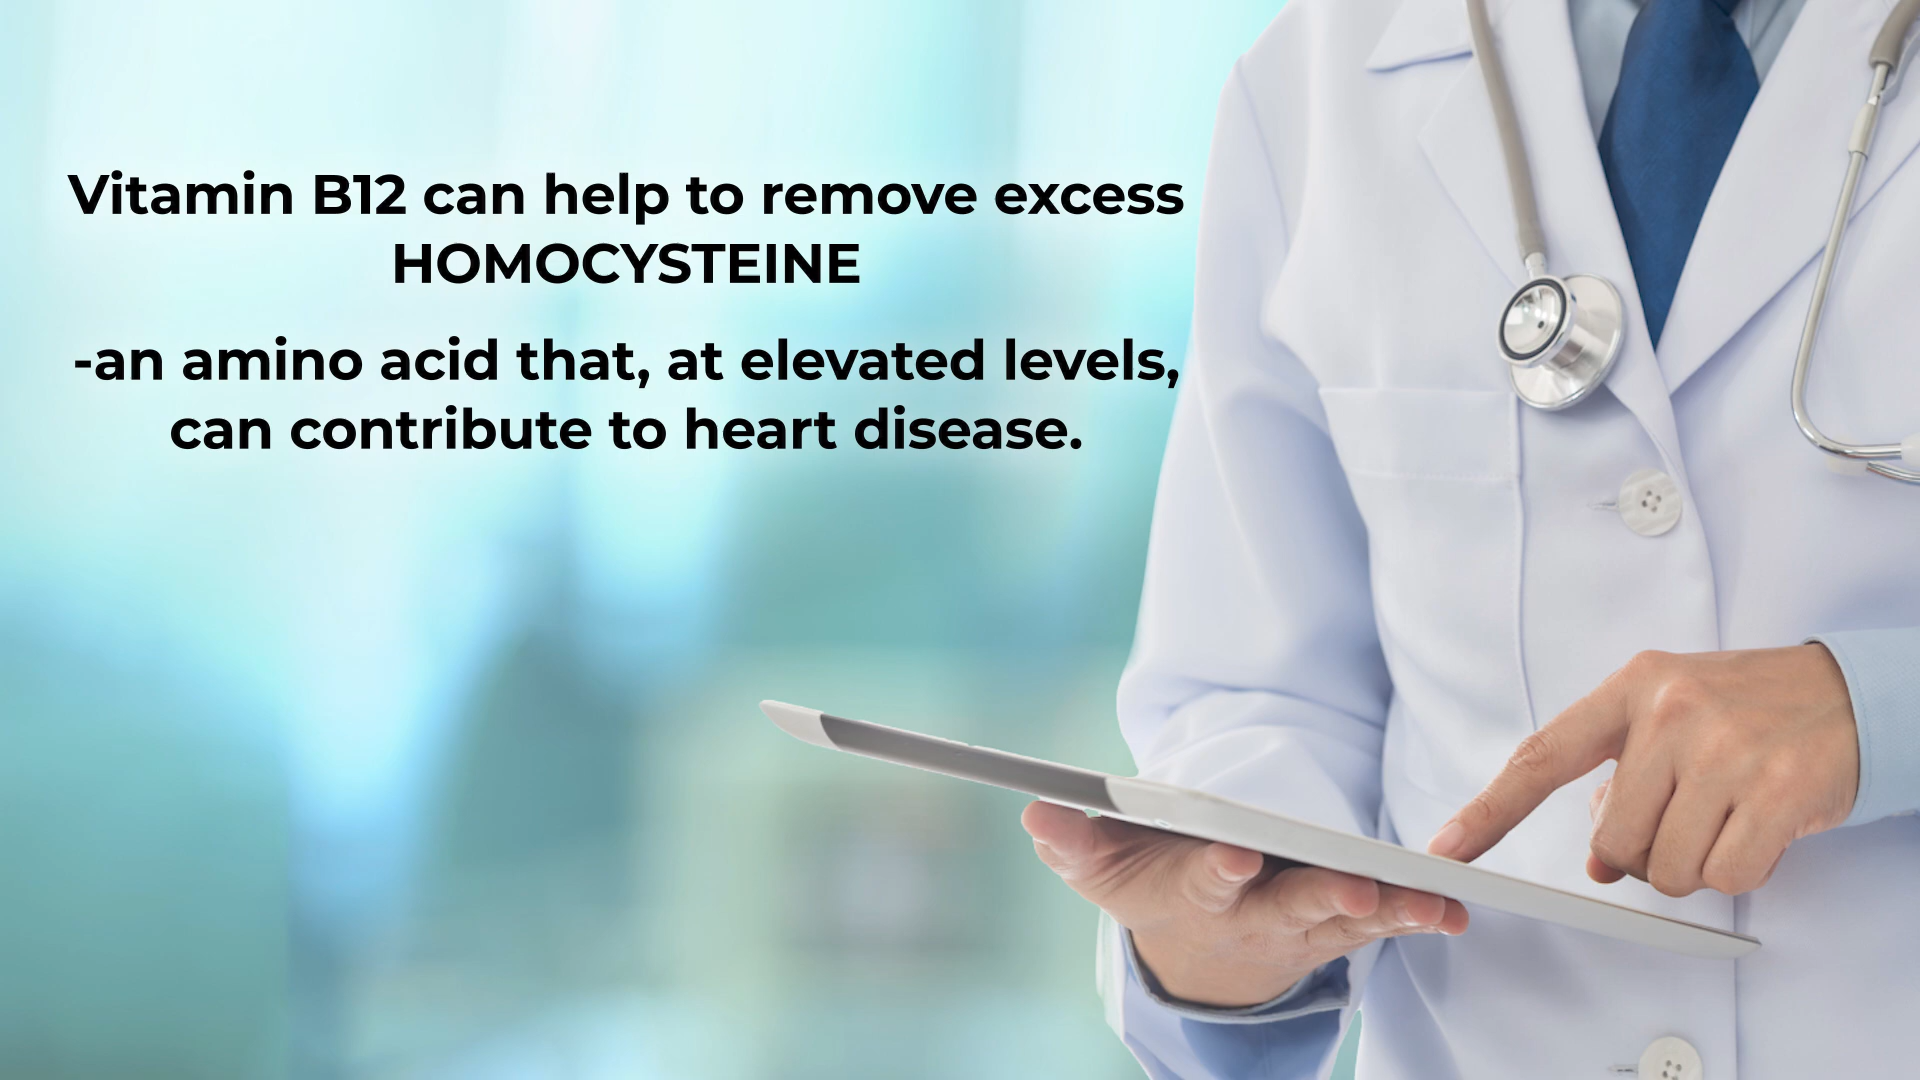 Vitamin B12 can help to remove excess
HOMOCYSTEINE
-an amino acid that, at elevated levels,
can contribute to heart disease.